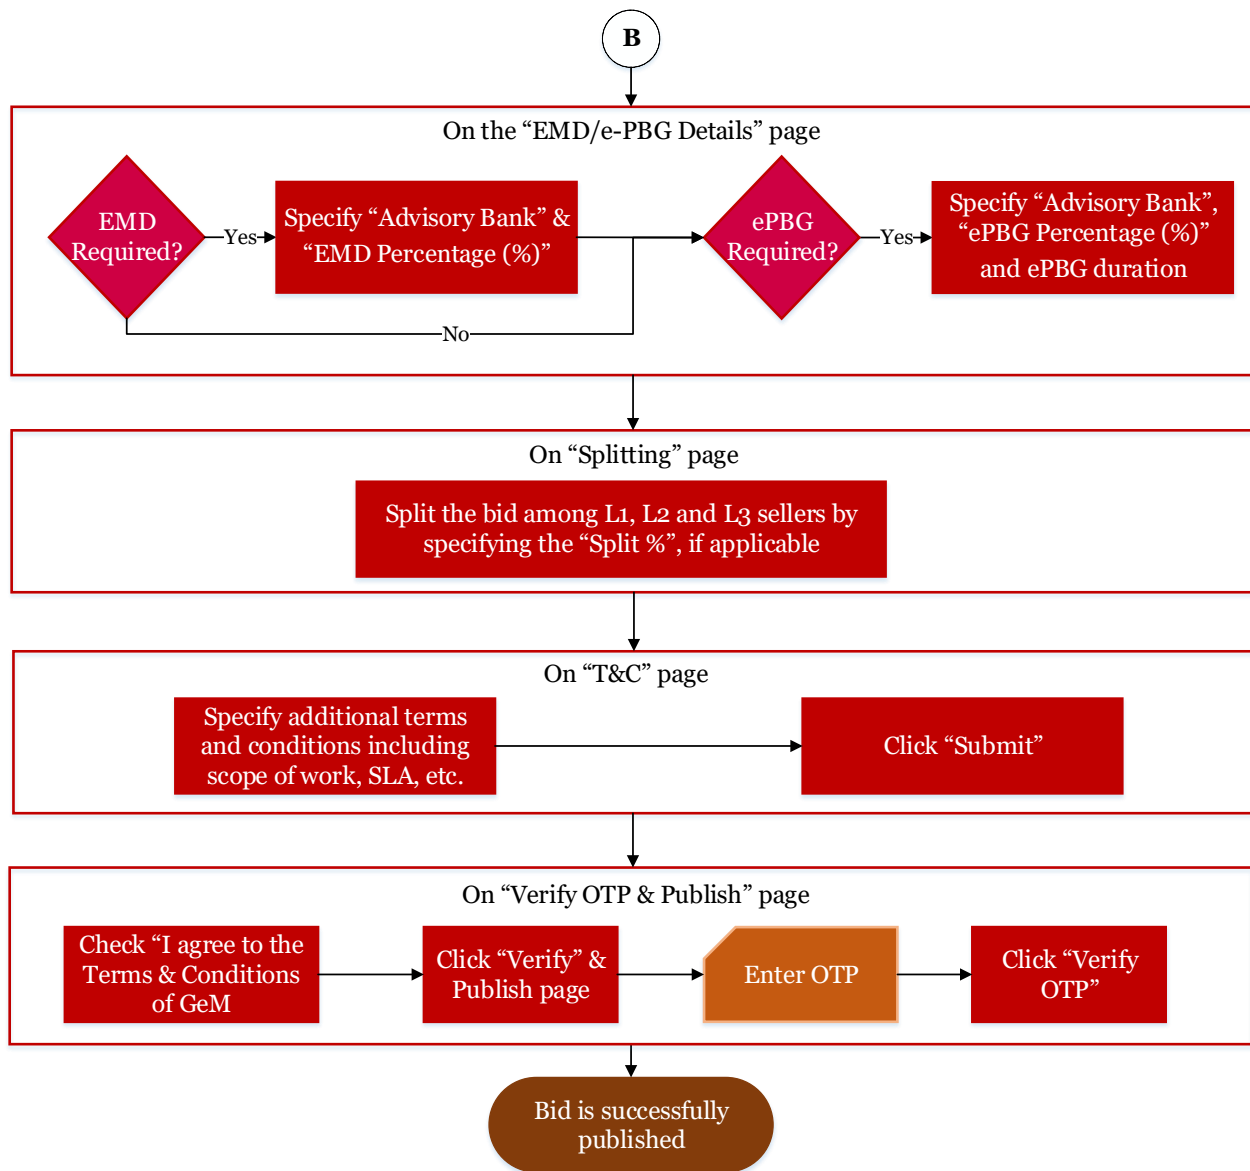 B
On the “EMD/e-PBG Details” page
EMD
Required?
Yes
Specify “Advisory Bank” &
“EMD Percentage (%)”
ePBG
Required?
Yes
Specify “Advisory Bank”,
“ePBG Percentage (%)”
and ePBG duration
No
On “Splitting” page
Split the bid among L1, L2 and L3 sellers by
specifying the “Split %”, if applicable
On “T&C” page
Specify additional terms
and conditions including
scope of work, SLA, etc.
Click “Submit”
On “Verify OTP & Publish” page
Check “I agree to the
Terms & Conditions
of GeM
Click “Verify” &
Publish page
Enter OTP
Click “Verify
OTP”
Bid is successfully
published